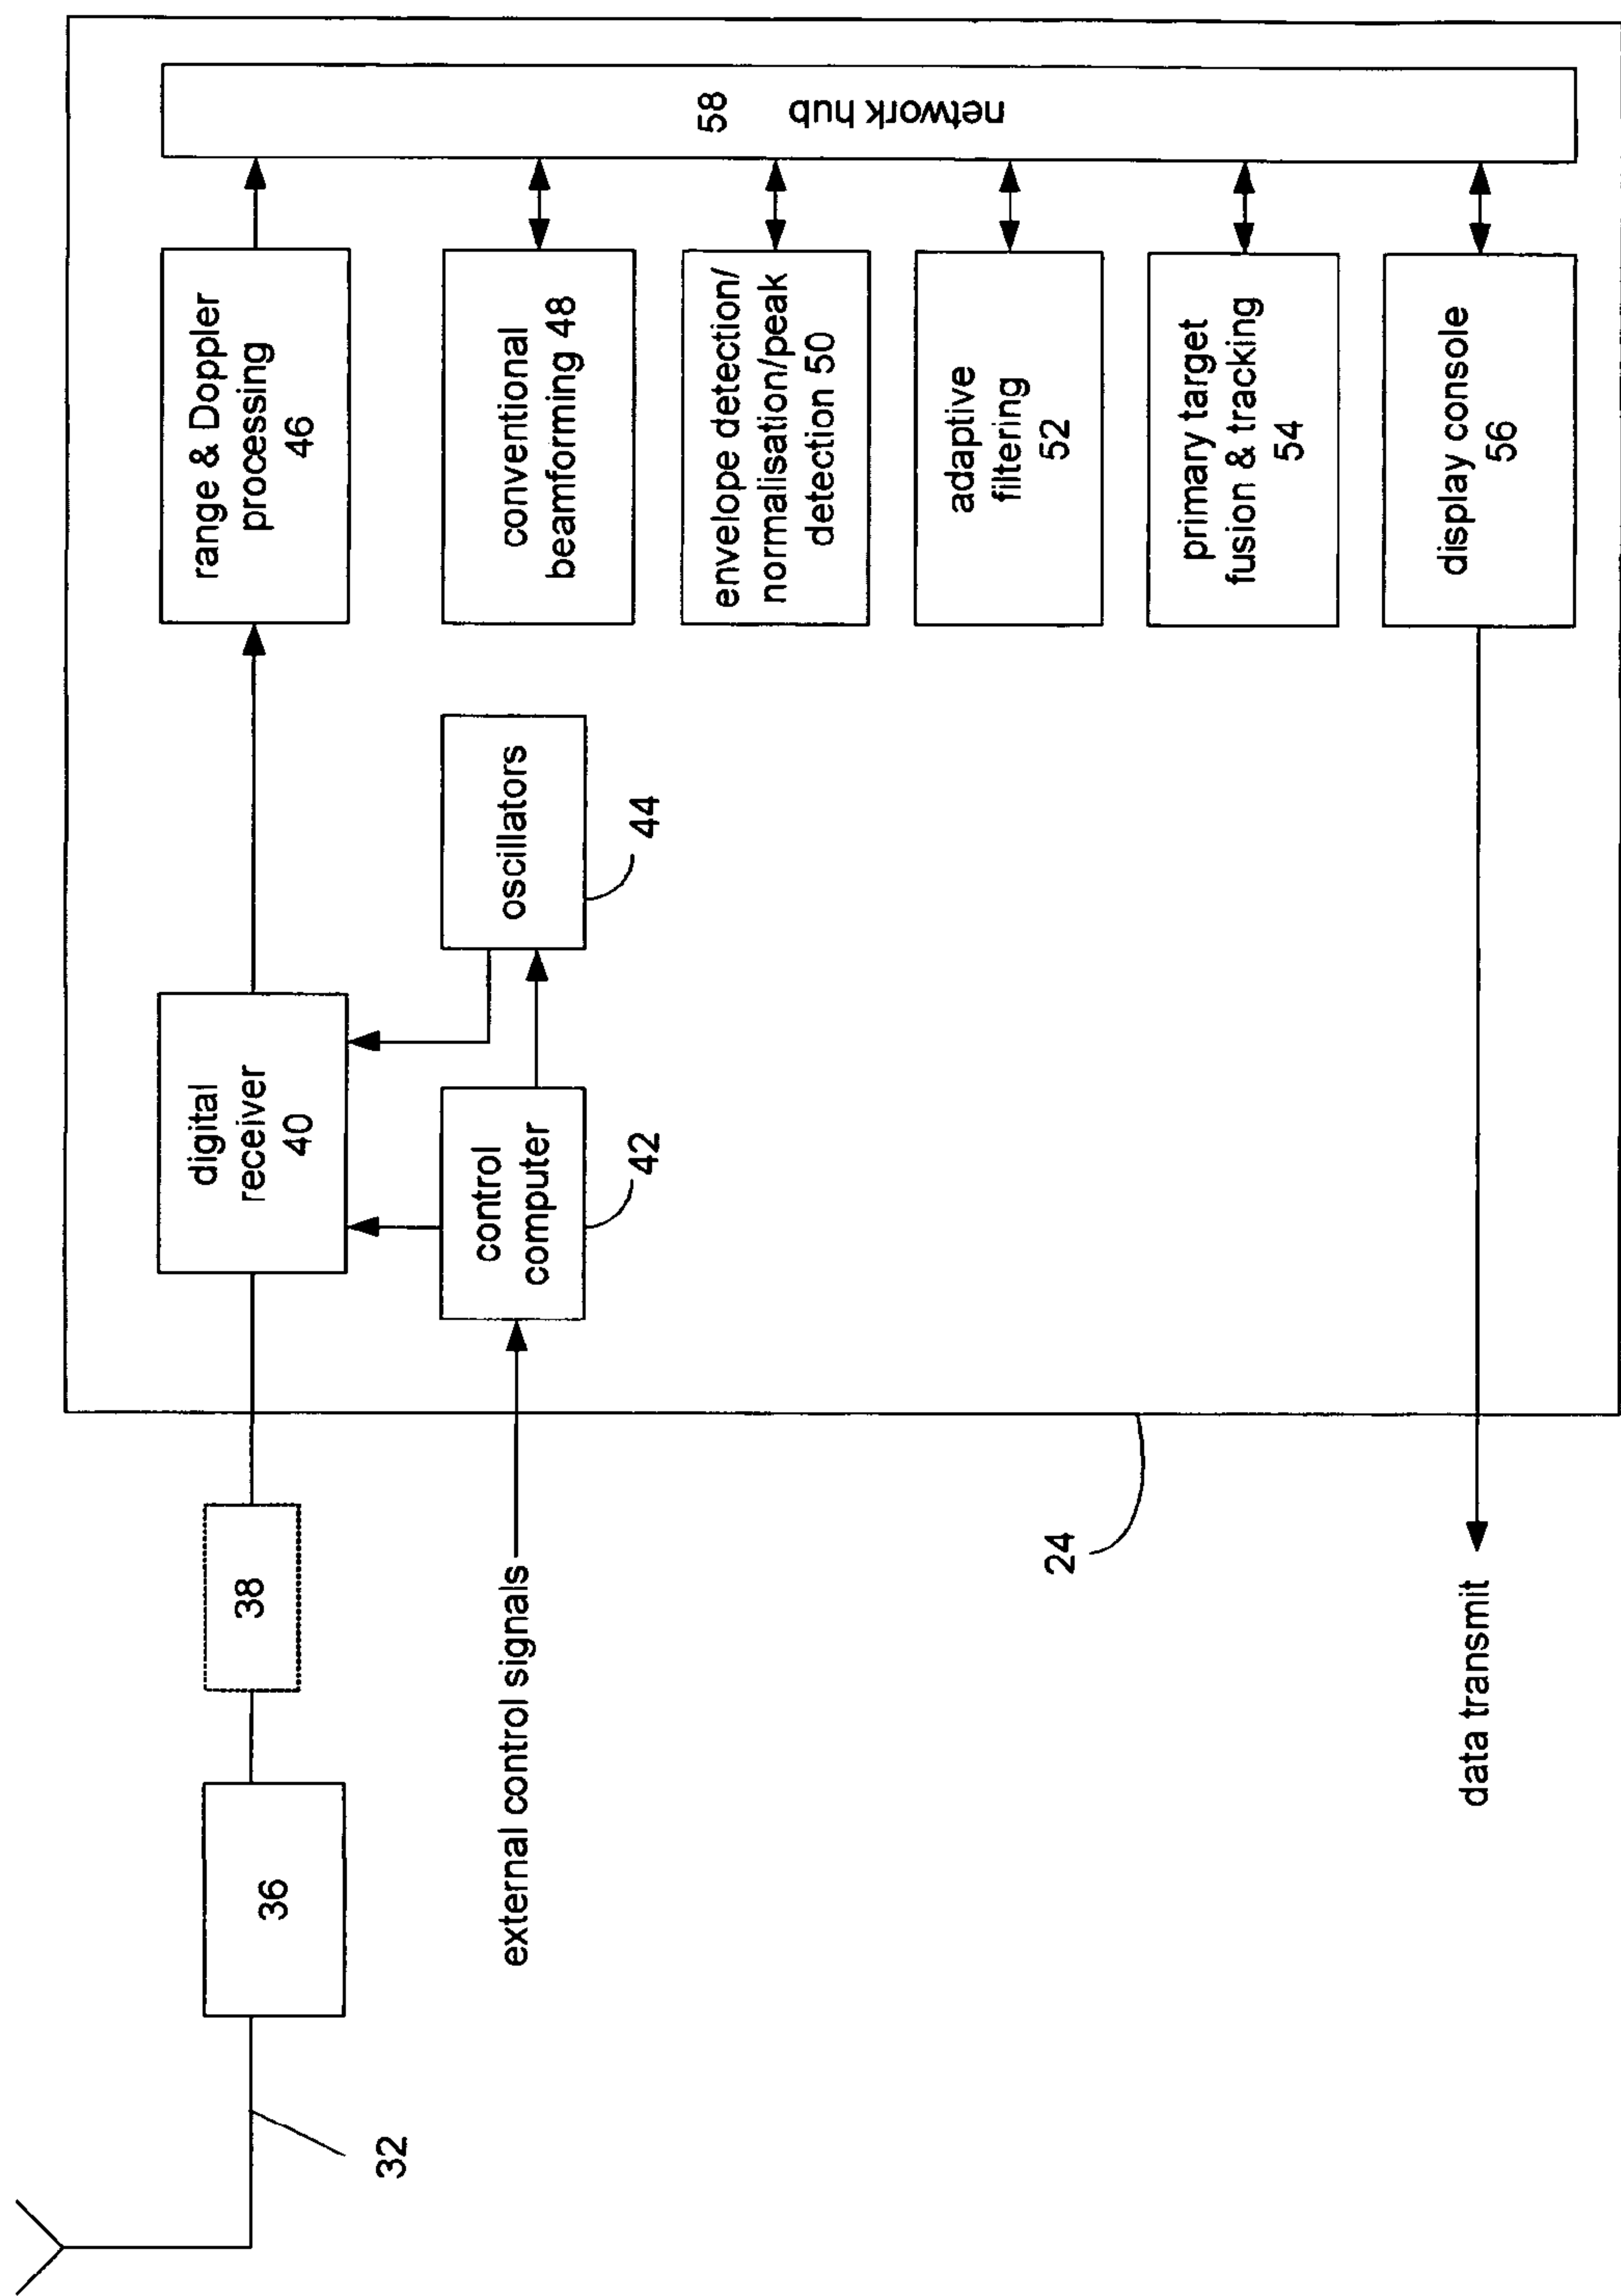 32
36
38
external control signals
digital
receiver
40
control
computer
42
oscillators
44
range & Doppler
processing
46
conventional
beamforming 48
envelope detection/
normalisation/peak
detection 50
adaptive
filtering
52
primary target
fusion & tracking
54
display console
56
58
network hub
24
data transmit